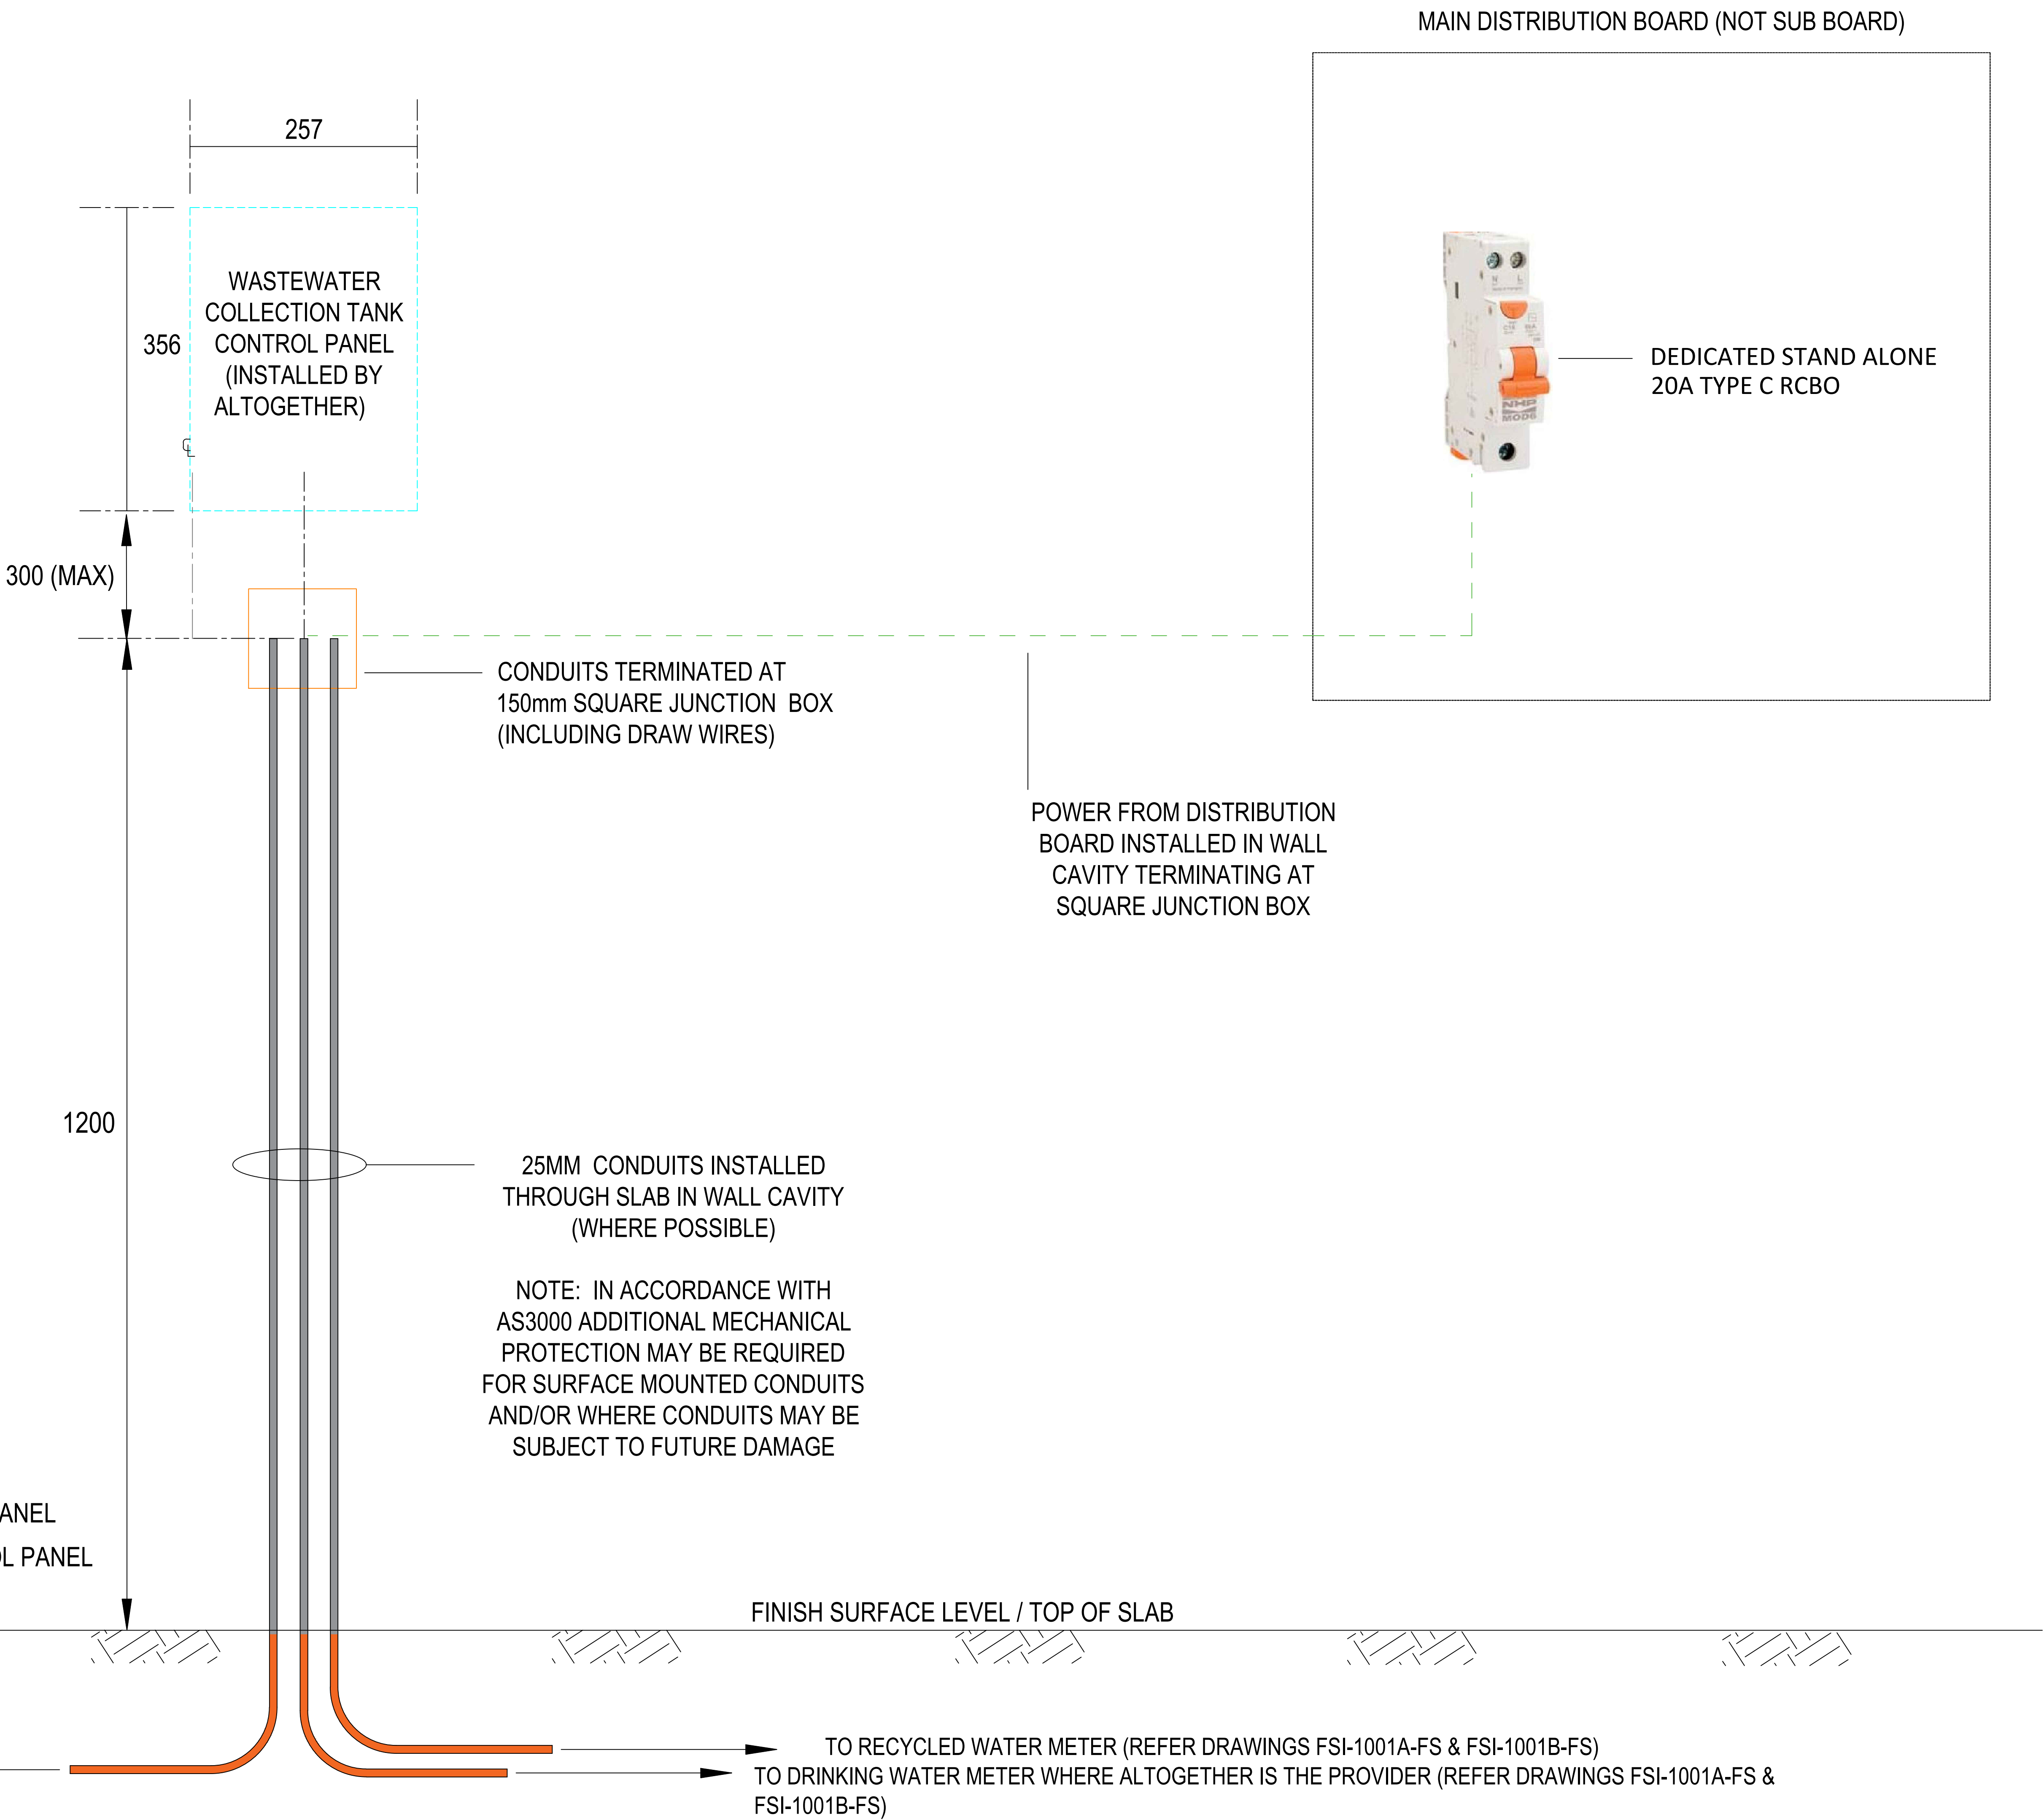 MAIN DISTRIBUTION BOARD (NOT SUB BOARD)
257
WASTEWATER
COLLECTION TANK
CONTROL PANEL
(INSTALLED BY
ALTOGETHER)
356
300 (MAX)
N L
C16
NHP
MOD6
DEDICATED STAND ALONE
20A TYPE C RCBO
CONDUITS TERMINATED AT
150mm SQUARE JUNCTION BOX
(INCLUDING DRAW WIRES)
POWER FROM DISTRIBUTION
BOARD INSTALLED IN WALL
CAVITY TERMINATING AT
SQUARE JUNCTION BOX
1200
25MM CONDUITS INSTALLED
THROUGH SLAB IN WALL CAVITY
(WHERE POSSIBLE)
NOTE: IN ACCORDANCE WITH
AS3000 ADDITIONAL MECHANICAL
PROTECTION MAY BE REQUIRED
FOR SURFACE MOUNTED CONDUITS
AND/OR WHERE CONDUITS MAY BE
SUBJECT TO FUTURE DAMAGE
ANEL
OL PANEL
FINISH SURFACE LEVEL / TOP OF SLAB
TO RECYCLED WATER METER (REFER DRAWINGS FSI-1001A-FS & FSI-1001B-FS)
TO DRINKING WATER METER WHERE ALTOGETHER IS THE PROVIDER (REFER DRAWINGS FSI-1001A-FS &
FSI-1001B-FS)